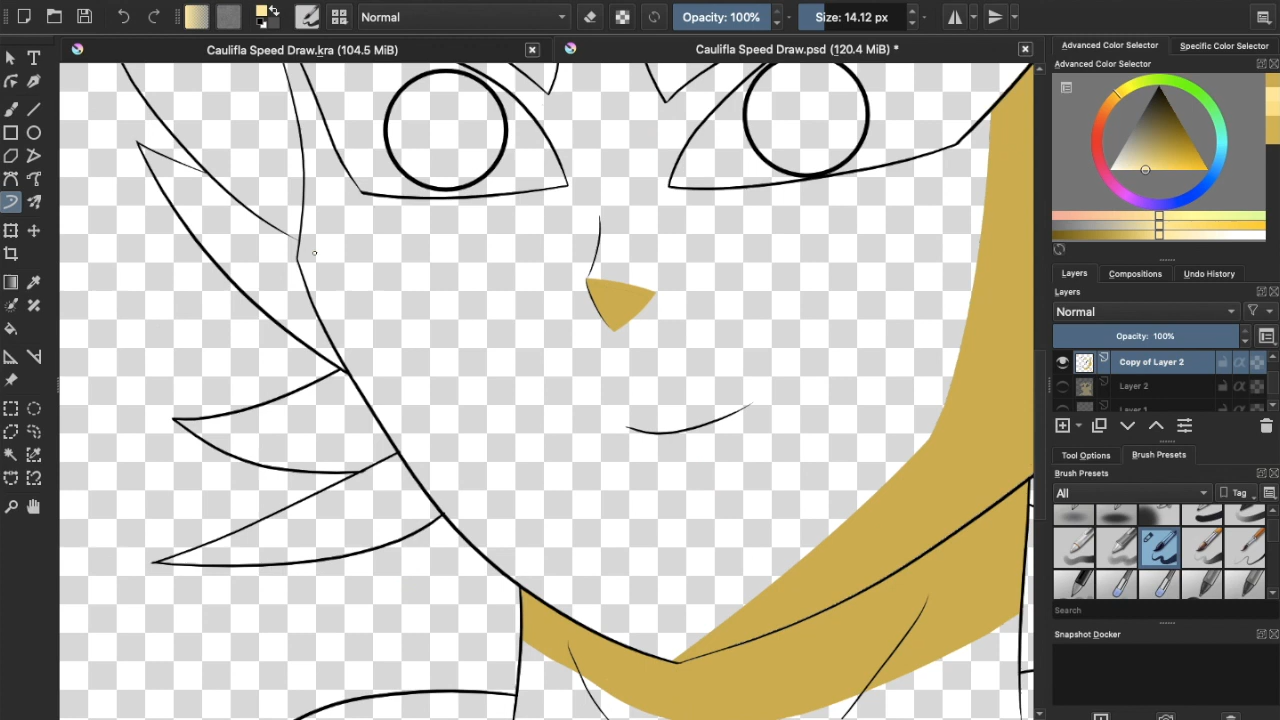 Normal
Opacity: 100%
Size: 14.12 px
Caulifla Speed Draw.kra (104.5 MiB)
Caulifla Speed Draw.psd (120.4 MiB) *
Advanced Color Selector
Specific Color Selector
Advanced Color Selector
Layers
Compositions
Undo History
Layers
Normal
Opacity: 100%
Copy of Layer 2
Layer 2
Layer 1
Tool Options
Brush Presets
Brush Presets
All
Tag
Search
Snapshot Docker